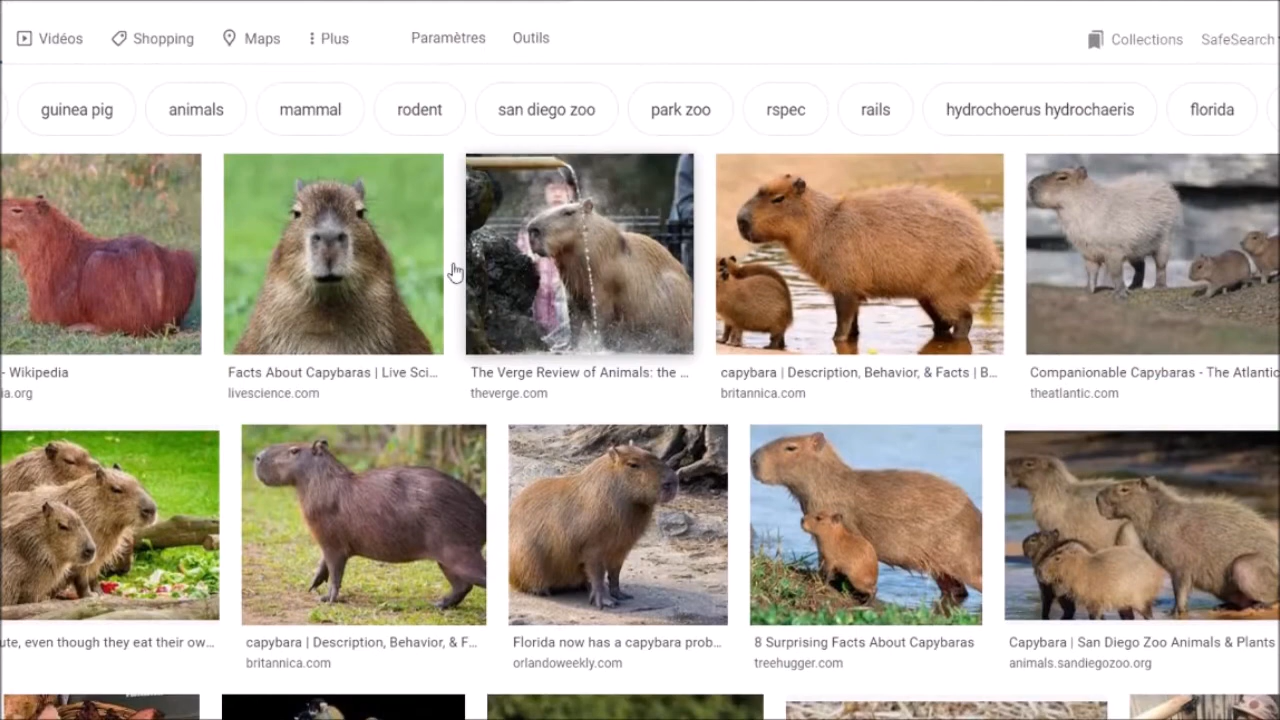 Vidéos Shopping Maps Plus Paramètres Outils Collections SafeSearch
guinea pig animals mammal rodent san diego zoo park zoo rspec rails hydrochoerus hydrochaeris florida
- Wikipedia Facts About Capybaras | Live Sci... The Verge Review of Animals: the ... capybara | Description, Behavior, & Facts | B... Companionable Capybaras - The Atlantic
ia.org livescience.com theverge.com britannica.com theatlantic.com
ute, even though they eat their ow... capybara | Description, Behavior, & F... Florida now has a capybara prob... 8 Surprising Facts About Capybaras Capybara | San Diego Zoo Animals & Plants
britannica.com orlandoweekly.com treehugger.com animals.sandiegozoo.org